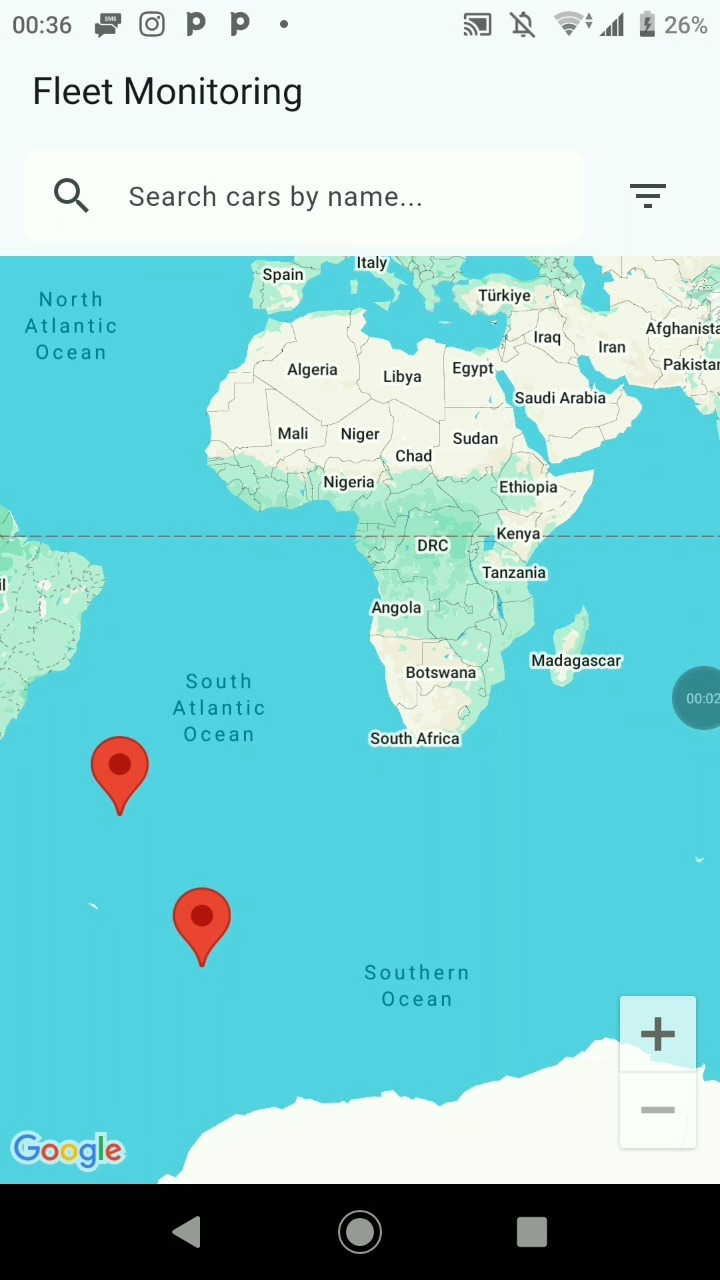 00:36
SMS
26%
Fleet Monitoring
Search cars by name...
Italy
Spain
North
Atlantic
Ocean
Türkiye
Afghanista
Iraq
Iran
Pakistan
Algeria
Libya
Egypt
Saudi Arabia
Mali
Niger
Sudan
Chad
Nigeria
Ethiopia
Kenya
DRC
Tanzania
il
Angola
Madagascar
Botswana
South
Atlantic
Ocean
00:02
South Africa
Southern
Ocean
Google